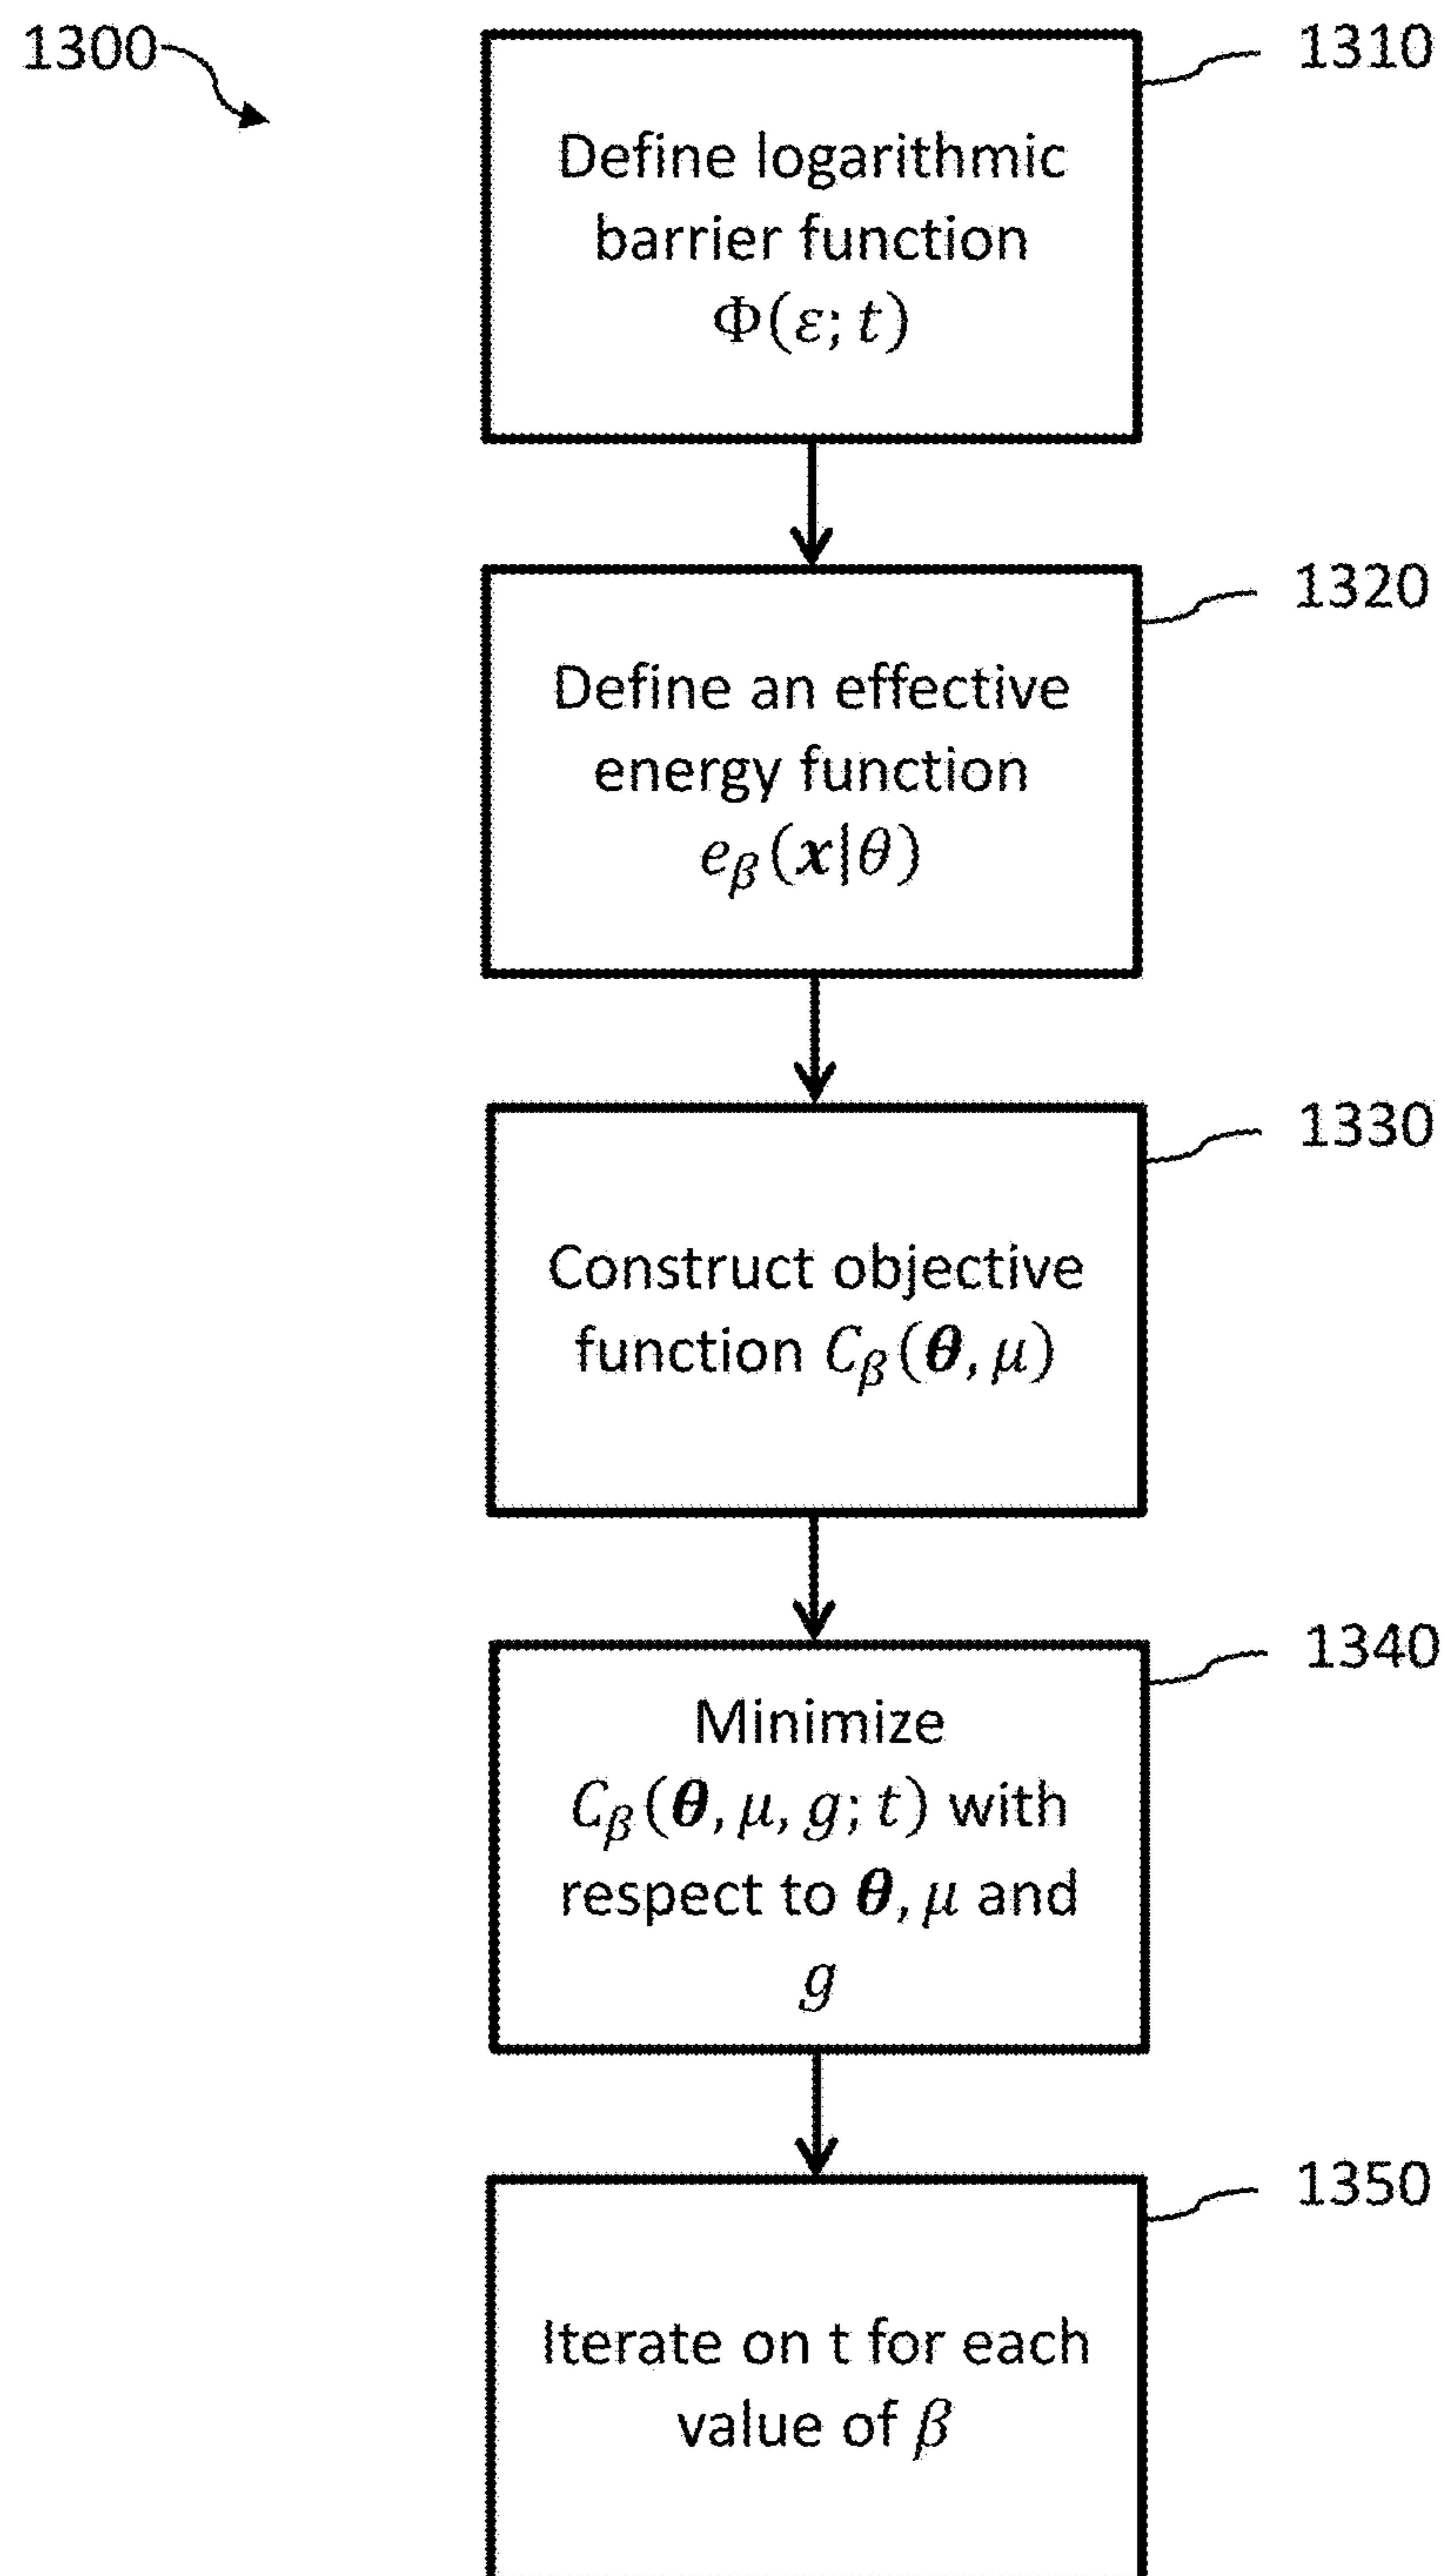 1300
1310
Define logarithmic
barrier function
Φ(ε; t)
1320
Define an effective
energy function
e_β(x|θ)
1330
Construct objective
function C_β(θ, μ)
1340
Minimize
C_β(θ, μ, g; t) with
respect to θ, μ and
g
1350
Iterate on t for each
value of β